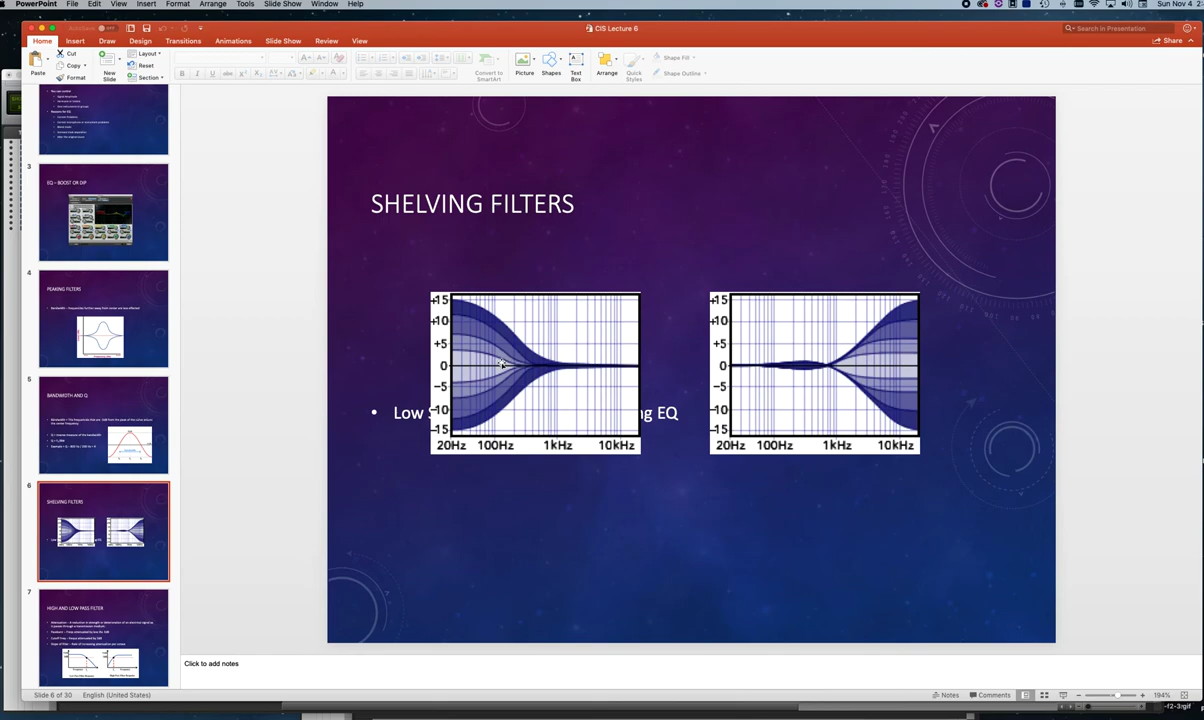 PowerPoint File Edit View Insert Format Arrange Tools Slide Show Window Help Sun Nov 4
AutoSave OFF CIS Lecture 6 Search in Presentation
Home Insert Draw Design Transitions Animations Slide Show Review View Share
Paste Cut Copy Format New Slide Layout Reset Section Convert to SmartArt Picture Shapes Text Box Arrange Quick Styles Shape Fill Shape Outline
3
EQ – BOOST OR DIP
4
PEAKING FILTERS
5
BANDWIDTH AND Q
6
SHELVING FILTERS
7
HIGH AND LOW PASS FILTER
SHELVING FILTERS
• Low S ng EQ
+15
+10
+5
0
-5
-10
-15
20Hz 100Hz 1kHz 10kHz
+15
+10
+5
0
-5
-10
-15
20Hz 100Hz 1kHz 10kHz
Click to add notes
Slide 6 of 30 English (United States) Notes Comments 194%
-f2-3.gif